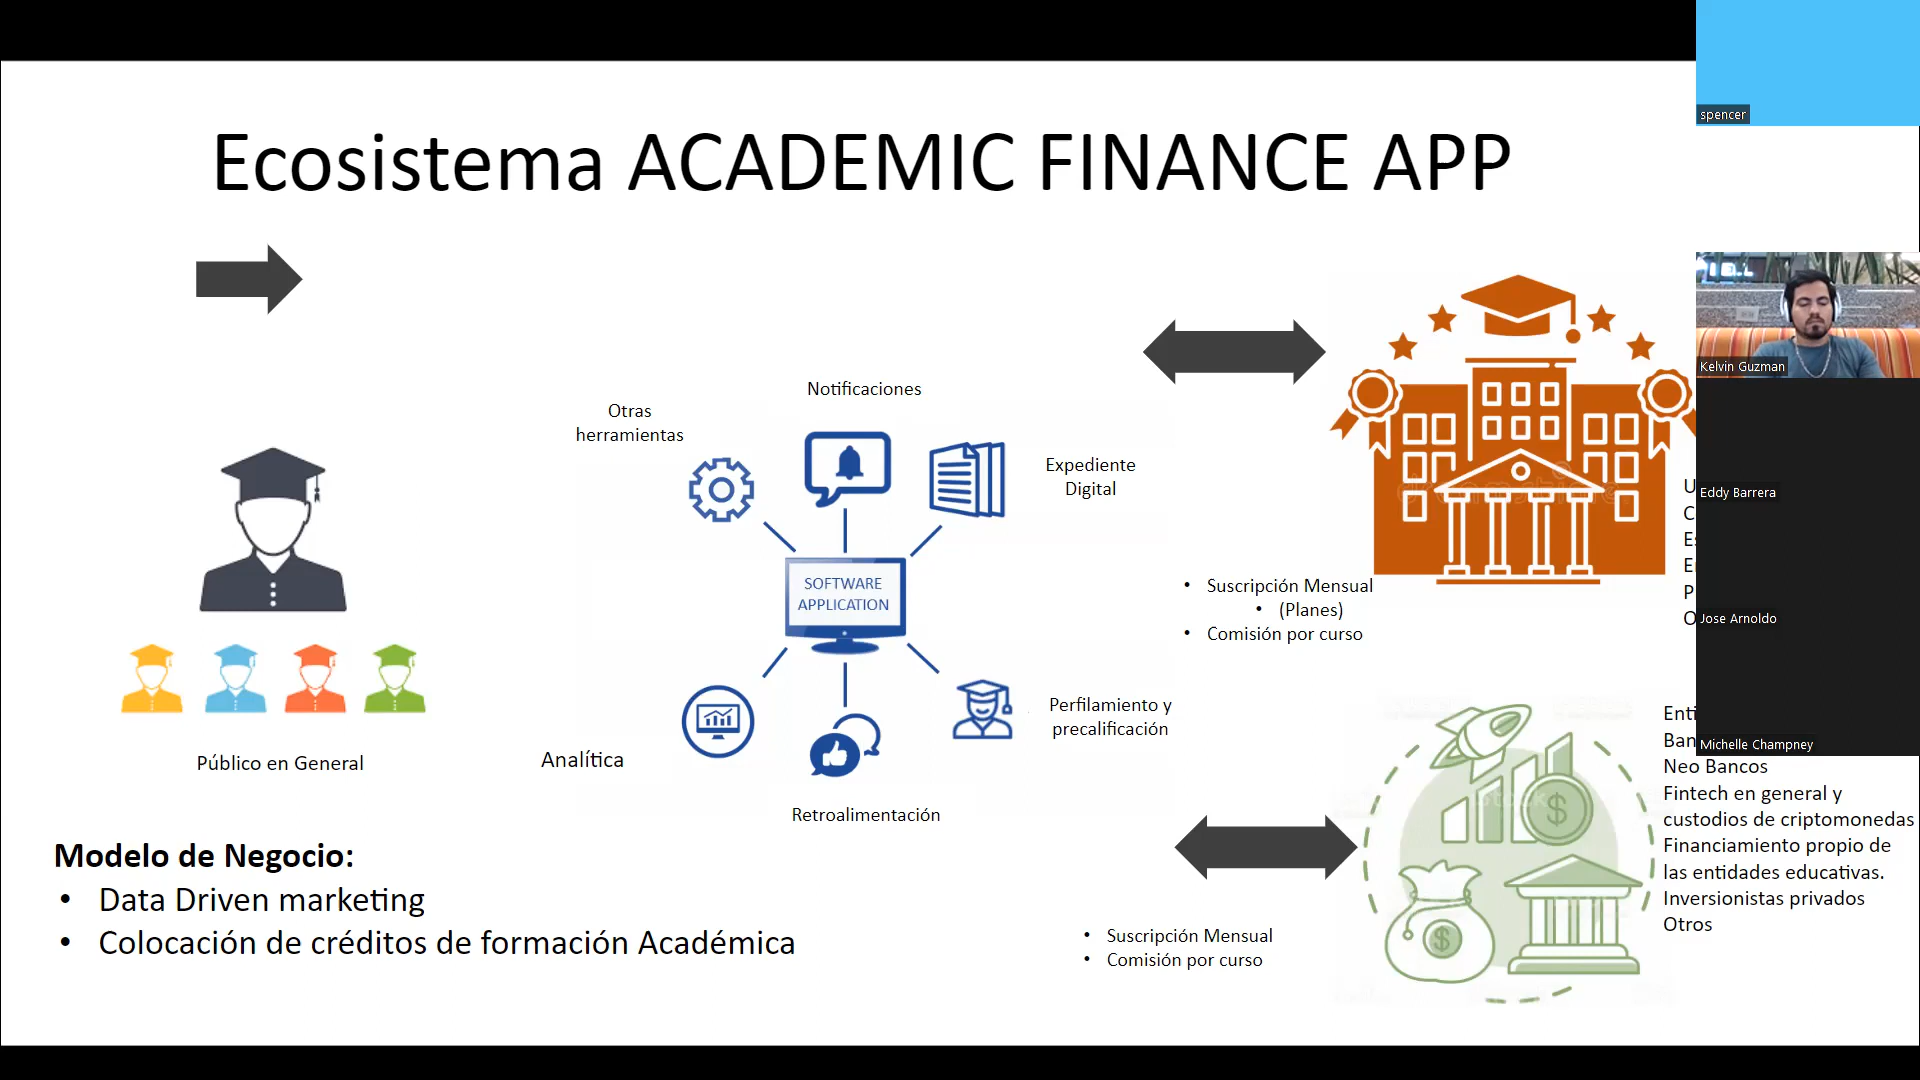 Ecosistema ACADEMIC FINANCE APP
Notificaciones
Otras
herramientas
Expediente
Digital
SOFTWARE
APPLICATION
Perfilamiento y
precalificación
Retroalimentación
Analítica
Público en General
Modelo de Negocio:
• Data Driven marketing
• Colocación de créditos de formación Académica
• Suscripción Mensual
• (Planes)
• Comisión por curso
• Suscripción Mensual
• Comisión por curso
Neo Bancos
Fintech en general y
custodios de criptomonedas
Financiamiento propio de
las entidades educativas.
Inversionistas privados
Otros
spencer
Kelvin Guzman
Eddy Barrera
Jose Arnoldo
Michelle Champney